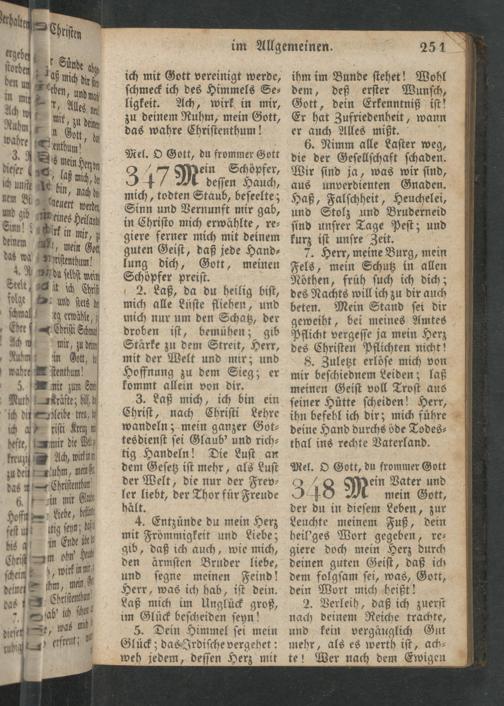 im Allgemeinen. 251
ich mit Gott vereinigt werde,
schmeck ich des Himmels Se-
ligkeit. Ach, wirk in mir,
zu deinem Ruhm, mein Gott,
das wahre Christenthum!
Mel. O Gott, du frommer Gott
347 Mein Schöpfer,
dessen Hauch,
mich, todten Staub, beseelte;
Sinn und Vernunft mir gab,
in Christo mich erwählte, re-
giere ferner mich mit deinem
guten Geist, daß jede Hand-
lung dich, Gott, meinen
Schöpfer preist.
2. Laß, da du heilig bist,
mich alle Lüste fliehen, und
mich nur um den Schatz, der
droben ist, bemühen; gib
Stärke zu dem Streit, Herr,
mit der Welt und mir; und
Hoffnung zu dem Sieg; er
kommt allein von dir.
3. Laß mich, ich bin ein
Christ, nach Christi Lehre
wandeln; mein ganzer Got-
tesdienst sei Glaub' und rich-
tig Handeln! Die Lust an
dem Gesetz ist mehr, als Lust
der Welt, die nur der Frev-
ler liebt, der Thor für Freude
hält.
4. Entzünde du mein Herz
mit Frömmigkeit und Liebe;
gib, daß ich auch, wie mich,
den ärmsten Bruder liebe,
und segne meinen Feind!
Herr, was ich hab, ist dein.
Laß mich im Unglück groß,
im Glück bescheiden seyn!
5. Dein Himmel sei mein
Glück; das Irdische vergehet:
weh jedem, dessen Herz mit
ihm im Bunde stehet! Wohl
dem, deß erster Wunsch,
Gott, dein Erkenntniß ist!
Er hat Zufriedenheit, wann
er auch Alles mißt.
6. Nimm alle Laster weg,
die der Gesellschaft schaden.
Wir sind ja, was wir sind,
aus unverdienten Gnaden.
Haß, Falschheit, Heuchelei,
und Stolz und Bruderneid
sind unsrer Tage Pest; und
kurz ist unsre Zeit.
7. Herr, meine Burg, mein
Fels, mein Schutz in allen
Nöthen, früh such ich dich;
des Nachts will ich zu dir auch
beten. Mein Stand sei dir
geweiht, bei meines Amtes
Pflicht vergesse ja mein Herz
des Christen Pflichten nicht!
8. Zuletzt erlöse mich von
mir beschiednem Leiden; laß
meinen Geist voll Trost aus
seiner Hütte scheiden! Herr,
ihn befehl ich dir; mich führe
deine Hand durchs öde Todes-
thal ins rechte Vaterland.
Mel. O Gott, du frommer Gott
348 Mein Vater und
mein Gott,
der du in diesem Leben, zur
Leuchte meinem Fuß, dein
heil'ges Wort gegeben, re-
giere doch mein Herz durch
deinen guten Geist, daß ich
dem folgsam sei, was, Gott,
dein Wort mich heißt!
2. Verleih, daß ich zuerst
nach deinem Reiche trachte,
und kein vergänglich Gut
mehr, als es werth ist, ach-
te! Wer nach dem Ewigen